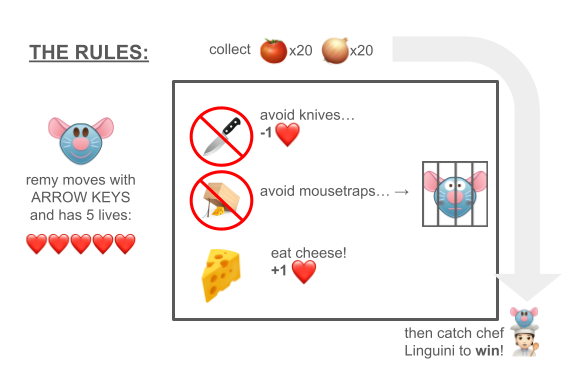 THE RULES:
collect x20 x20
avoid knives...
-1
remy moves with
ARROW KEYS
and has 5 lives:
avoid mousetraps... →
eat cheese!
+1
then catch chef
Linguini to win!